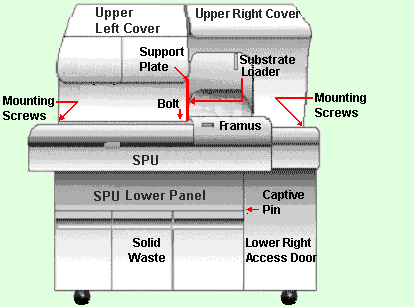 Upper
Left Cover
Upper Right Cover
Support
Plate
Substrate
Loader
Mounting
Screws
Bolt
Mounting
Screws
Framus
SPU
SPU Lower Panel
Captive
Pin
Solid
Waste
Lower Right
Access Door